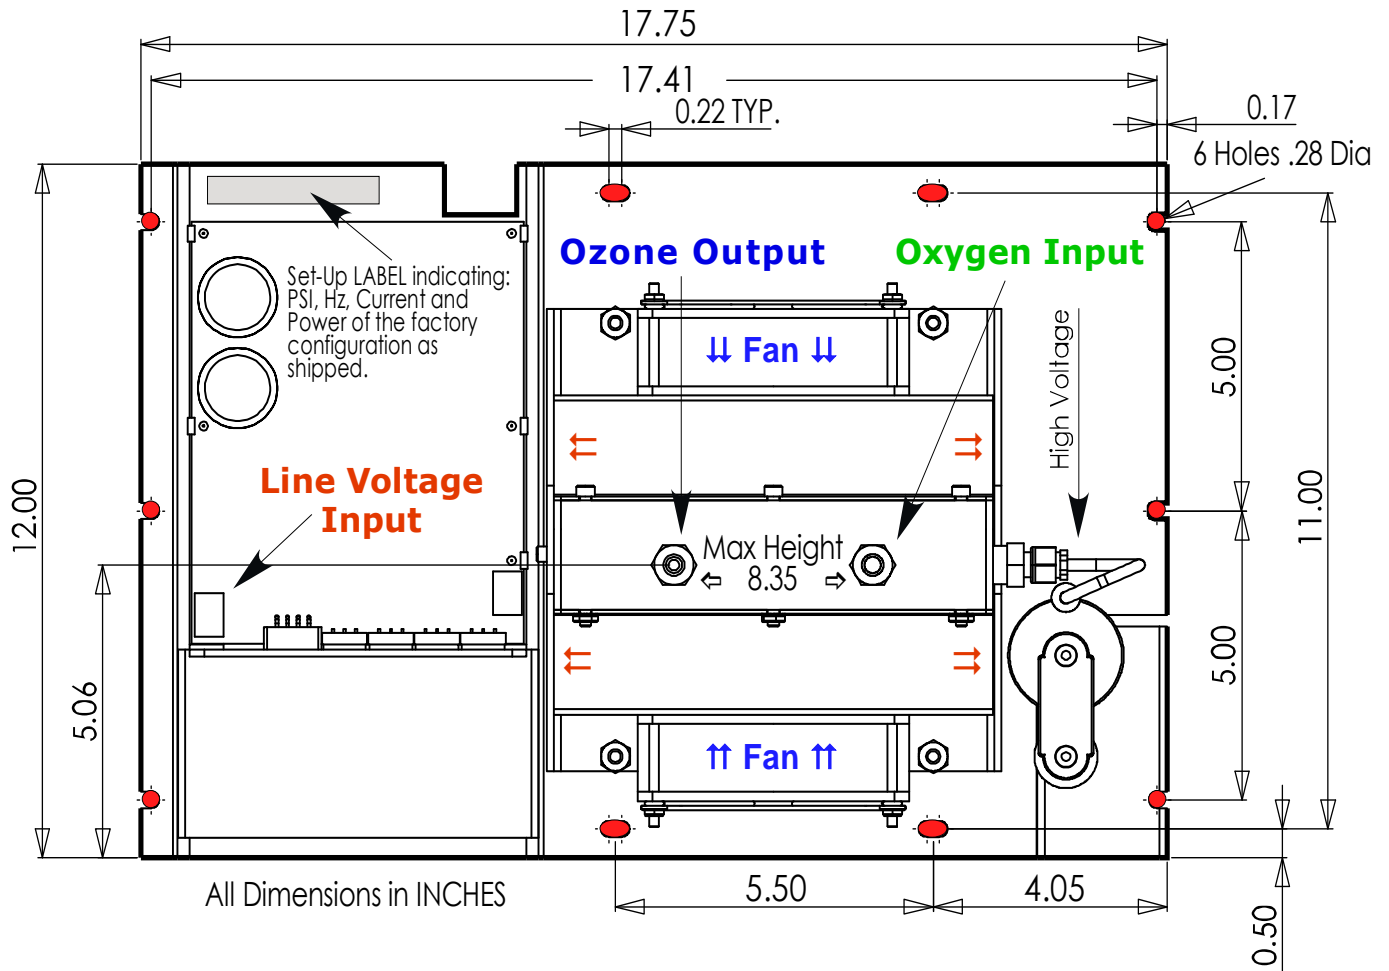 17.75
17.41
0.22 TYP.
0.17
6 Holes .28 Dia
Ozone Output
Oxygen Input
Set-Up LABEL indicating:
PSI, Hz, Current and
Power of the factory
configuration as
shipped.
⇊ Fan ⇊
High Voltage
5.00
Line Voltage
Input
12.00
11.00
Max Height
8.35
5.06
5.00
⇈ Fan ⇈
All Dimensions in INCHES
5.50
4.05
0.50